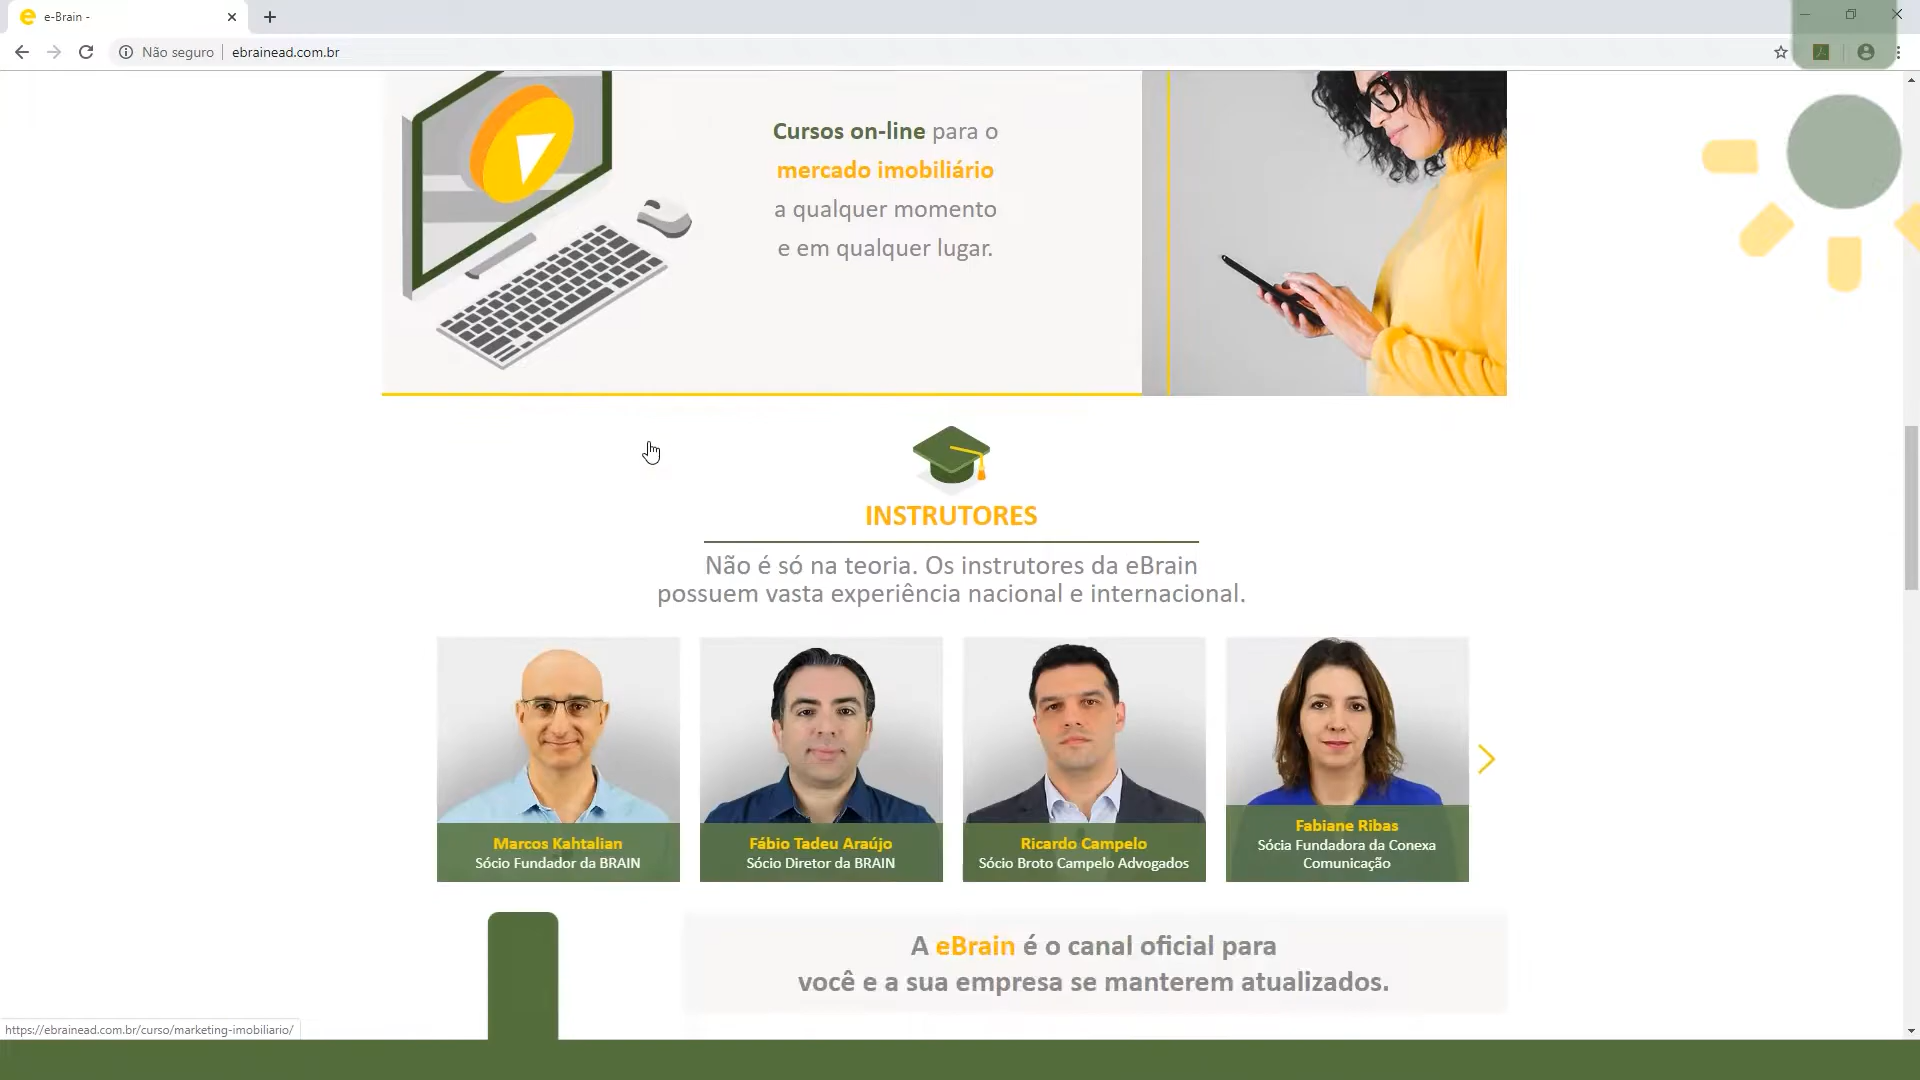 e-Brain -
Não seguro
ebrainead.com.br
Cursos on-line para o
mercado imobiliário
a qualquer momento
e em qualquer lugar.
INSTRUTORES
Não é só na teoria. Os instrutores da eBrain
possuem vasta experiência nacional e internacional.
Marcos Kahtalian
Sócio Fundador da BRAIN
Fábio Tadeu Araújo
Sócio Diretor da BRAIN
Ricardo Campelo
Sócio Broto Campelo Advogados
Fabiane Ribas
Sócia Fundadora da Conexa
Comunicação
A eBrain é o canal oficial para
você e a sua empresa se manterem atualizados.
https://ebrainead.com.br/curso/marketing-imobiliario/